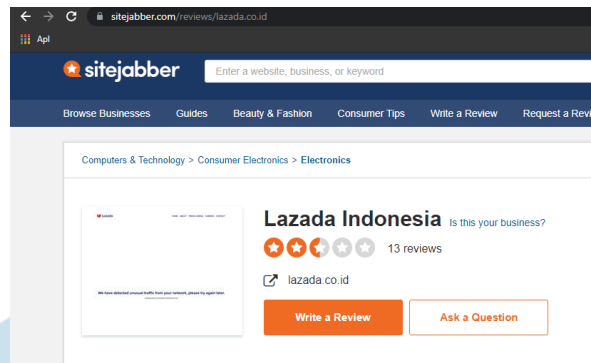 sitejabber.com/reviews/lazada.co.id
Apl
sitejabber
Enter a website, business, or keyword
Browse Businesses Guides Beauty & Fashion Consumer Tips Write a Review Request a Revi
Computers & Technology > Consumer Electronics > Electronics
Lazada Indonesia Is this your business?
13 reviews
lazada.co.id
We have detected unusual traffic from your network, please try again later.
Write a Review Ask a Question